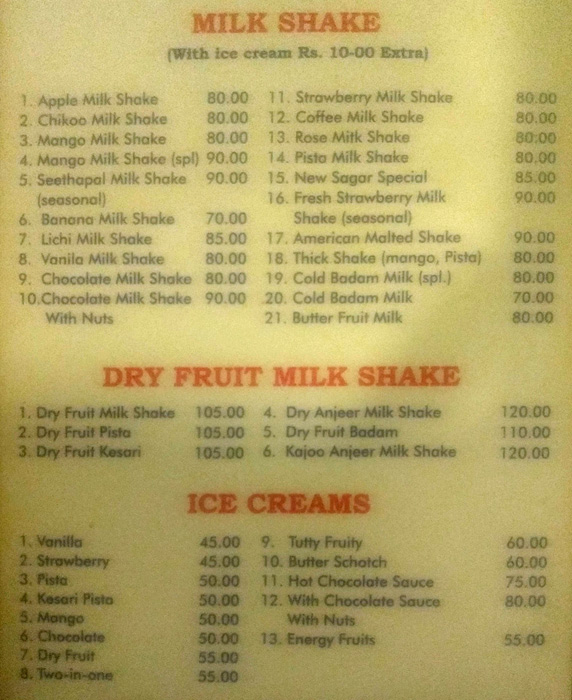 MILK SHAKE
(With ice cream Rs. 10-00 Extra)
1. Apple Milk Shake 80.00
2. Chikoo Milk Shake 80.00
3. Mango Milk Shake 80.00
4. Mango Milk Shake (spl) 90.00
5. Seethapal Milk Shake 90.00
(seasonal)
6. Banana Milk Shake 70.00
7. Lichi Milk Shake 85.00
8. Vanila Milk Shake 80.00
9. Chocolate Milk Shake 80.00
10.Chocolate Milk Shake 90.00
With Nuts
11. Strawberry Milk Shake 80.00
12. Coffee Milk Shake 80.00
13. Rose Milk Shake 80:00
14. Pista Milk Shake 80.00
15. New Sagar Special 85.00
16. Fresh Strawberry Milk 90.00
Shake (seasonal)
17. American Malted Shake 90.00
18. Thick Shake (mango, Pista) 80.00
19. Cold Badam Milk (spl.) 80.00
20. Cold Badam Milk 70.00
21. Butter Fruit Milk 80.00
DRY FRUIT MILK SHAKE
1. Dry Fruit Milk Shake 105.00
2. Dry Fruit Pista 105.00
3. Dry Fruit Kesari 105.00
4. Dry Anjeer Milk Shake 120.00
5. Dry Fruit Badam 110.00
6. Kajoo Anjeer Milk Shake 120.00
ICE CREAMS
1. Vanilla 45.00
2. Strawberry 45.00
3. Pista 50.00
4. Kesari Pista 50.00
5. Mango 50.00
6. Chocolate 50.00
7. Dry Fruit 55.00
8. Two-in-one 55.00
9. Tutty Fruity 60.00
10. Butter Schotch 60.00
11. Hot Chocolate Sauce 75.00
12. With Chocolate Sauce 80.00
With Nuts
13. Energy Fruits 55.00